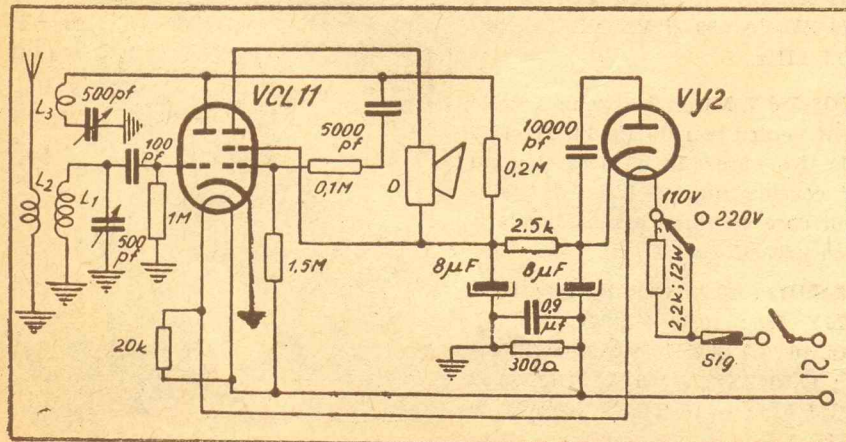 VCL11
VY2
L3
500pf
100
pf
5000
pf
10000
pf
L2
L1
1M
500
pf
0,1M
D
0,2M
110V
220V
2.5k
8µF
8µF
1.5M
0,9
µf
2,2k; 12W
20k
300Ω
Sig.